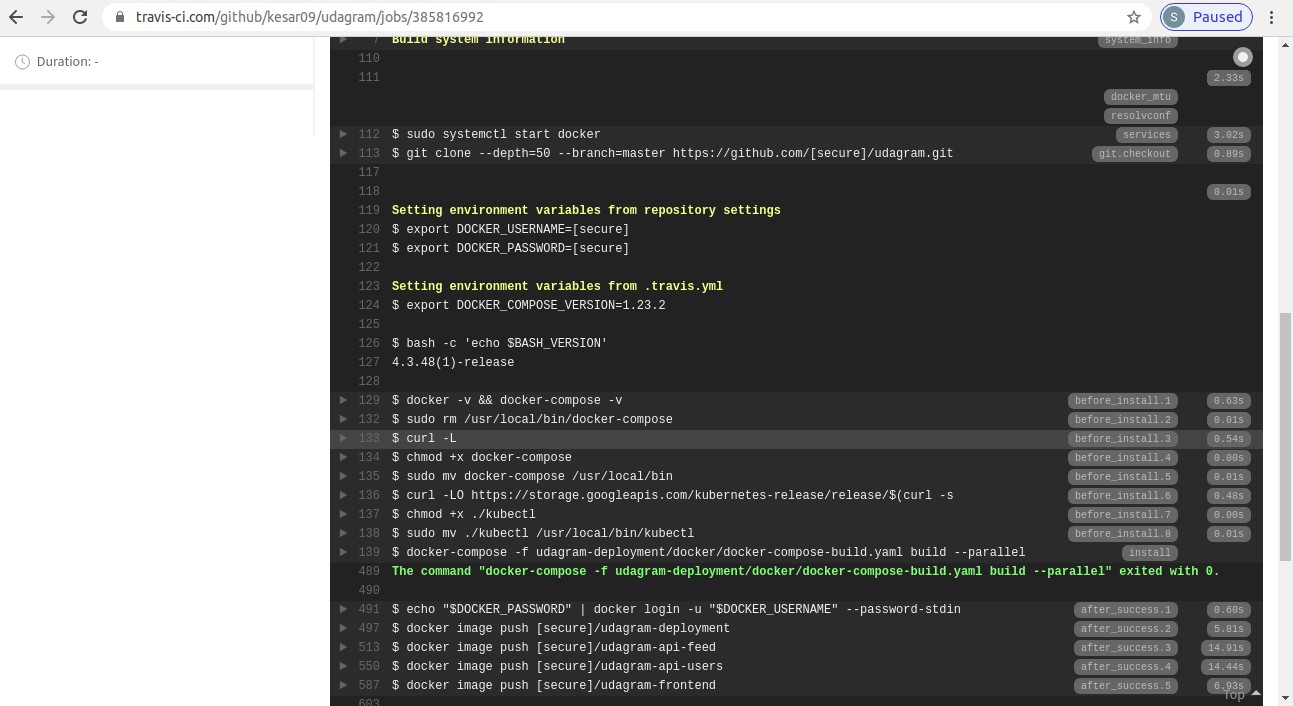 travis-ci.com/github/kesar09/udagram/jobs/385816992
S Paused
Duration: -
7 Build system information system_info
110
111 2.33s
docker_mtu
resolvconf
112 $ sudo systemctl start docker services 3.02s
113 $ git clone --depth=50 --branch=master https://github.com/[secure]/udagram.git git.checkout 0.89s
117
118 0.01s
119 Setting environment variables from repository settings
120 $ export DOCKER_USERNAME=[secure]
121 $ export DOCKER_PASSWORD=[secure]
122
123 Setting environment variables from .travis.yml
124 $ export DOCKER_COMPOSE_VERSION=1.23.2
125
126 $ bash -c 'echo $BASH_VERSION'
127 4.3.48(1)-release
128
129 $ docker -v && docker-compose -v before_install.1 0.63s
132 $ sudo rm /usr/local/bin/docker-compose before_install.2 0.01s
133 $ curl -L before_install.3 0.54s
134 $ chmod +x docker-compose before_install.4 0.00s
135 $ sudo mv docker-compose /usr/local/bin before_install.5 0.01s
136 $ curl -LO https://storage.googleapis.com/kubernetes-release/release/$(curl -s before_install.6 0.48s
137 $ chmod +x ./kubectl before_install.7 0.00s
138 $ sudo mv ./kubectl /usr/local/bin/kubectl before_install.8 0.01s
139 $ docker-compose -f udagram-deployment/docker/docker-compose-build.yaml build --parallel install
489 The command "docker-compose -f udagram-deployment/docker/docker-compose-build.yaml build --parallel" exited with 0.
490
491 $ echo "$DOCKER_PASSWORD" | docker login -u "$DOCKER_USERNAME" --password-stdin after_success.1 0.60s
497 $ docker image push [secure]/udagram-deployment after_success.2 5.81s
513 $ docker image push [secure]/udagram-api-feed after_success.3 14.91s
550 $ docker image push [secure]/udagram-api-users after_success.4 14.44s
587 $ docker image push [secure]/udagram-frontend after_success.5 6.93s
Top
603